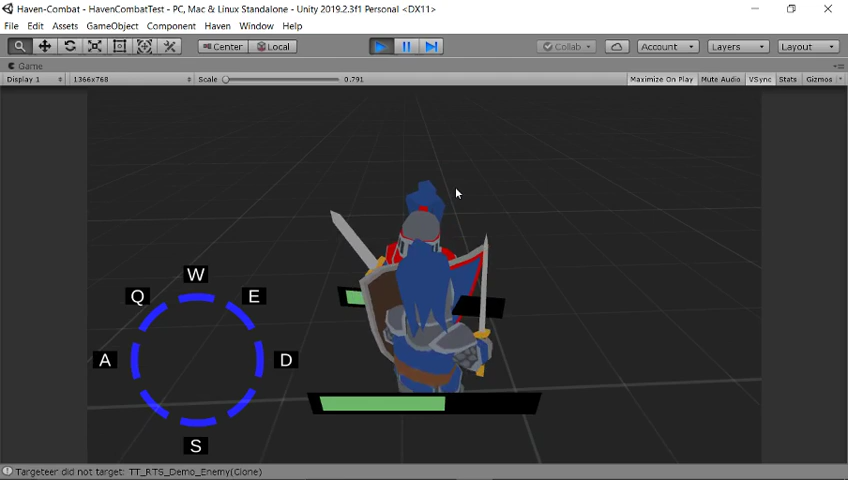 Haven-Combat - HavenCombatTest - PC, Mac & Linux Standalone - Unity 2019.2.3f1 Personal <DX11>
File Edit Assets GameObject Component Haven Window Help
Center Local Collab Account Layers Layout
Game
Display 1 1366x768 Scale 0.791 Maximize On Play Mute Audio VSync Stats Gizmos
W
Q E
A D
S
Targeteer did not target: TT_RTS_Demo_Enemy(Clone)